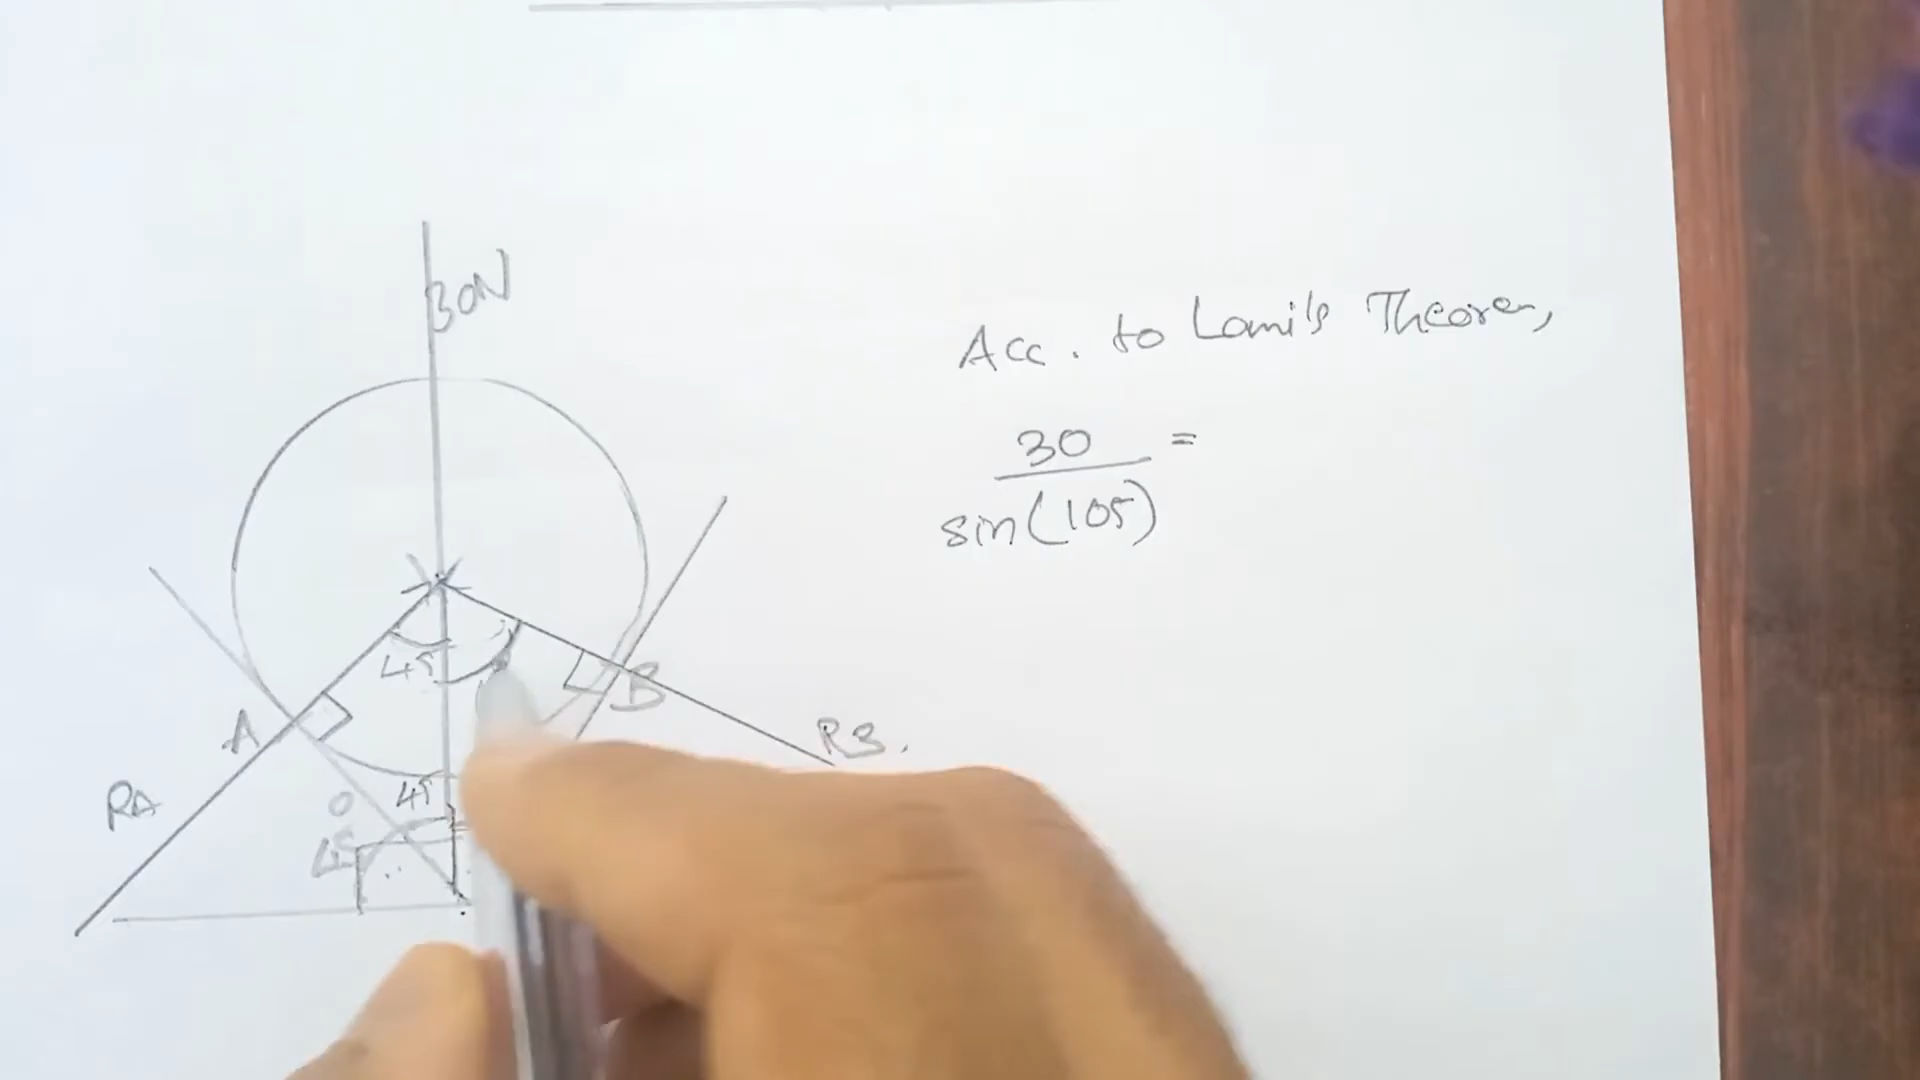 30N
Acc. to Lami's Theorem,
30 =
sin(105)
45
B
A
RB.
RA
45
45